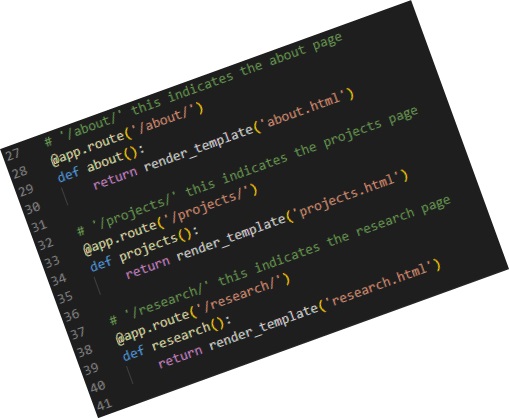 27 # '/about/' this indicates the about page
28 @app.route('/about/')
29 def about():
30     return render_template('about.html')
31
32 # '/projects/' this indicates the projects page
33 @app.route('/projects/')
34 def projects():
35     return render_template('projects.html')
36
37 # '/research/' this indicates the research page
38 @app.route('/research/')
39 def research():
40     return render_template('research.html')
41